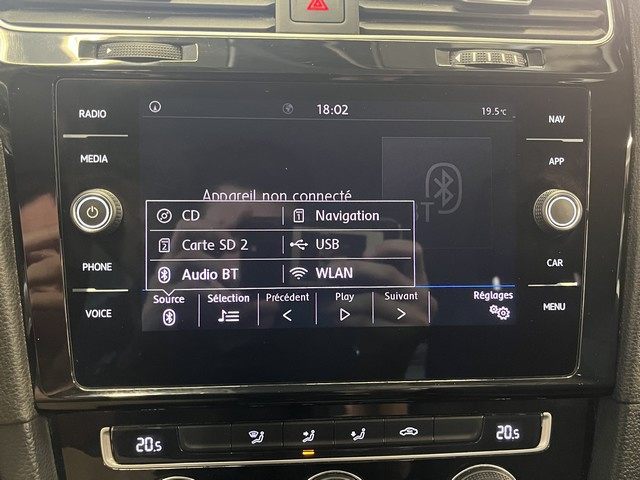 RADIO
MEDIA
PHONE
VOICE
18:02
19.5°C
Appareil non connecté
CD
Navigation
Carte SD 2
USB
Audio BT
WLAN
Source
Sélection
Précédent
Play
Suivant
Réglages
NAV
APP
CAR
MENU
20.5
20.5